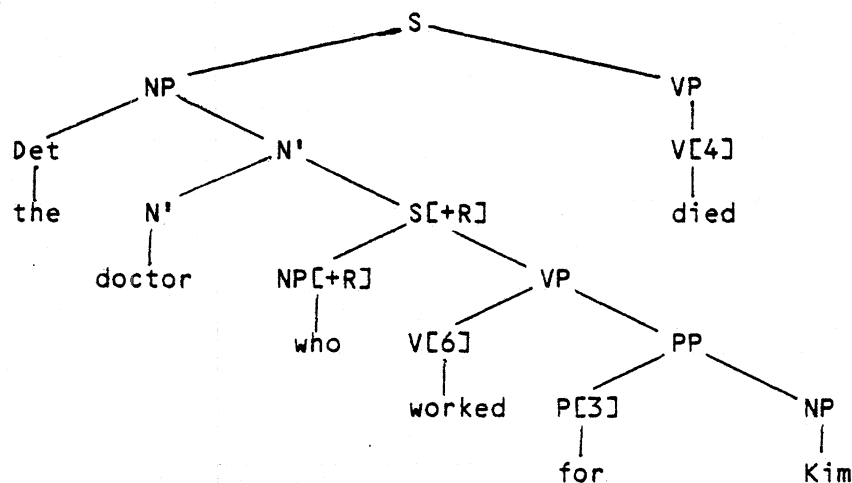 S
NP VP
Det N' V[4]
the N' S[+R] died
doctor NP[+R] VP
who V[6] PP
worked P[3] NP
for Kim